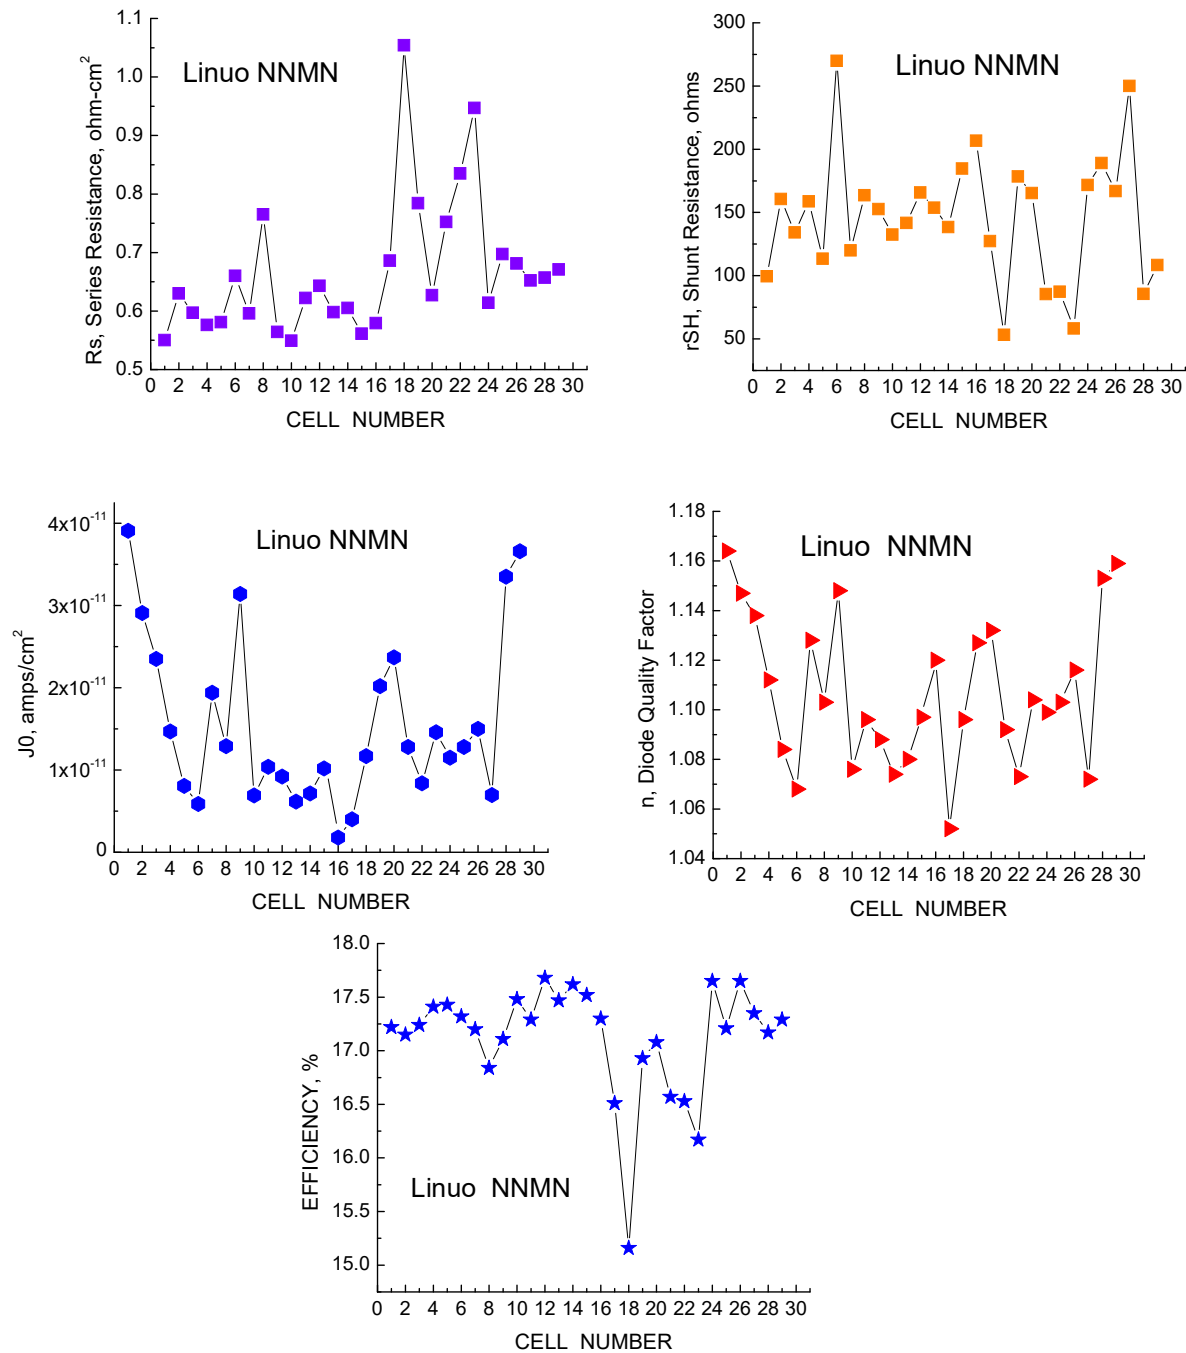 Linuo NNMN
Rs, Series Resistance, ohm-cm²
1.1
1.0
0.9
0.8
0.7
0.6
0.5
0 2 4 6 8 10 12 14 16 18 20 22 24 26 28 30
CELL NUMBER
Linuo NNMN
rSH, Shunt Resistance, ohms
300
250
200
150
100
50
0 2 4 6 8 10 12 14 16 18 20 22 24 26 28 30
CELL NUMBER
Linuo NNMN
J0, amps/cm²
4x10⁻¹¹
3x10⁻¹¹
2x10⁻¹¹
1x10⁻¹¹
0
0 2 4 6 8 10 12 14 16 18 20 22 24 26 28 30
CELL NUMBER
Linuo NNMN
n, Diode Quality Factor
1.18
1.16
1.14
1.12
1.10
1.08
1.06
1.04
0 2 4 6 8 10 12 14 16 18 20 22 24 26 28 30
CELL NUMBER
EFFICIENCY, %
18.0
17.5
17.0
16.5
16.0
15.5
15.0
Linuo NNMN
0 2 4 6 8 10 12 14 16 18 20 22 24 26 28 30
CELL NUMBER